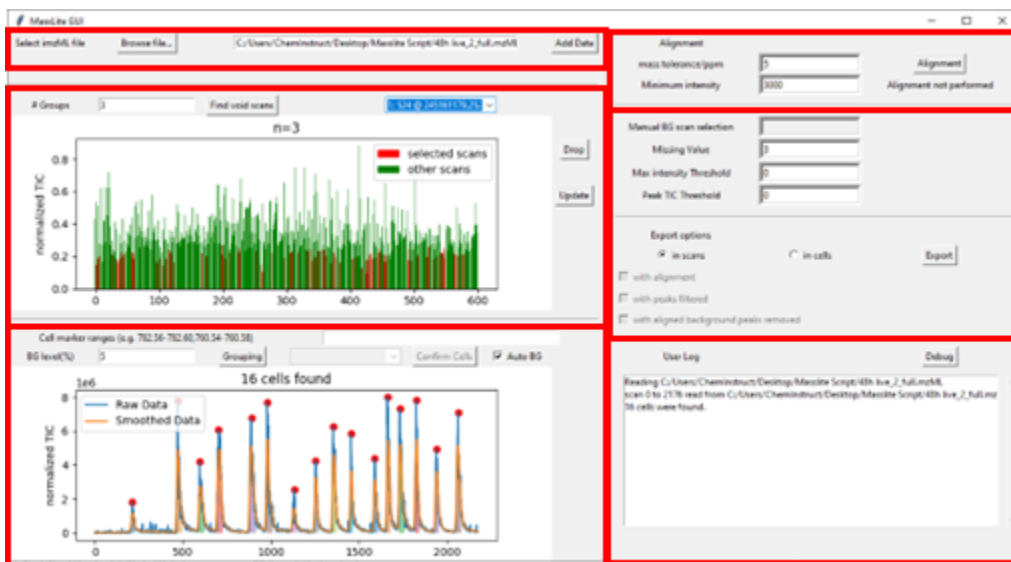 MassLite GUI
Select imzML file Browse file... C:/Users/Cheminstruct/Desktop/Masslite Script/48h live_2_full.mzML Add Data
# Groups 3 Find void scans
n=3
selected scans
other scans
normalized TIC
0.8
0.6
0.4
0.2
0.0
0 100 200 300 400 500 600
Drop
Update
Cell marker ranges (e.g. 782.56-782.60,760.54-760.58)
BG level(%) 5 Grouping Confirm Cells Auto BG
16 cells found
1e6
Raw Data
Smoothed Data
normalized TIC
8
6
4
2
0
0 500 1000 1500 2000
Alignment
mass tolerance/ppm 5 Alignment
Minimum intensity 3000 Alignment not performed
Manual BG scan selection
Missing Value 3
Max intensity Threshold 0
Peak TIC Threshold 0
Export options
in scans in cells Export
with alignment
with peaks filtered
with aligned background peaks removed
User Log Debug
Reading C:/Users/Cheminstruct/Desktop/Masslite Script/48h live_2_full.mzML
scan 0 to 2176 read from C:/Users/Cheminstruct/Desktop/Masslite Script/48h live_2_full.mz
16 cells were found.